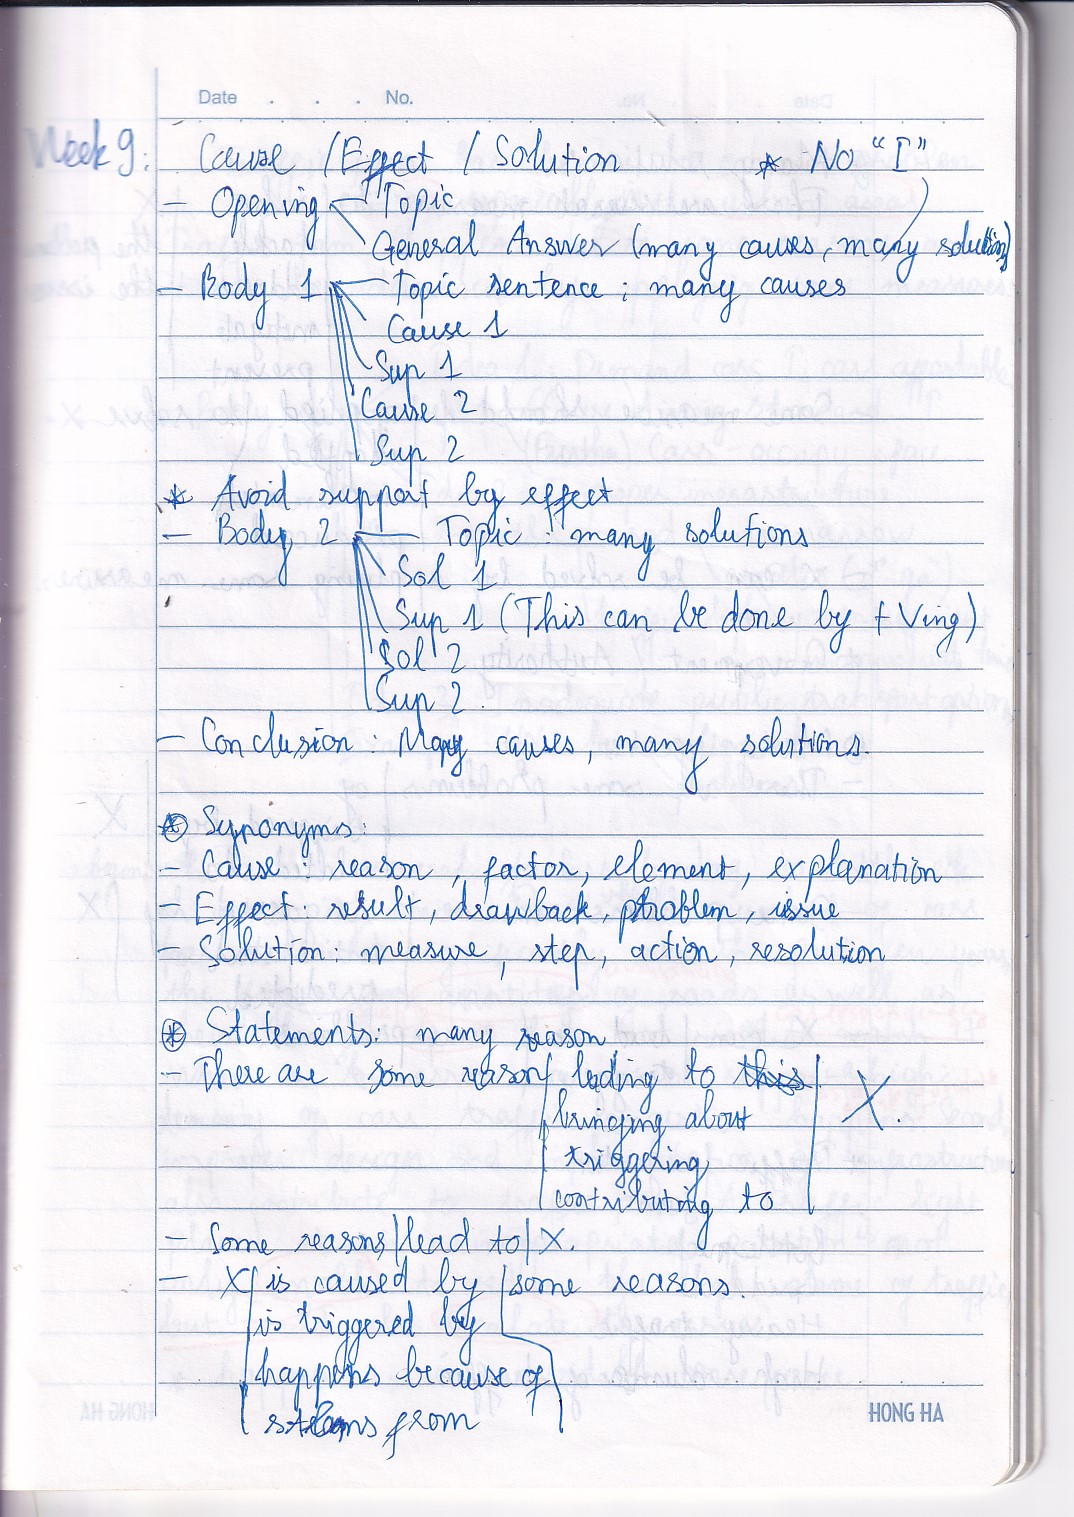 Date . . . No.
Week 9: Cause / Effect / Solution * No "I"
- Opening Topic
General Answer (many causes, many solutions)
- Body 1 Topic sentence : many causes
Cause 1
Sup 1
Cause 2
Sup 2
* Avoid support by effect
- Body 2 Topic : many solutions
Sol 1
Sup 1 (This can be done by + Ving)
Sol 2
Sup 2
- Conclusion : Many causes, many solutions.
* Synonyms:
- Cause : reason, factor, element, explanation
- Effect : result, drawback, problem, issue
- Solution : measure, step, action, resolution
* Statements: many reason
- There are some reason leading to this X.
bringing about
triggering
contributing to
- Some reasons | lead to | X.
- X is caused by some reasons.
is triggered by
happens because of
stems from
HONG HA